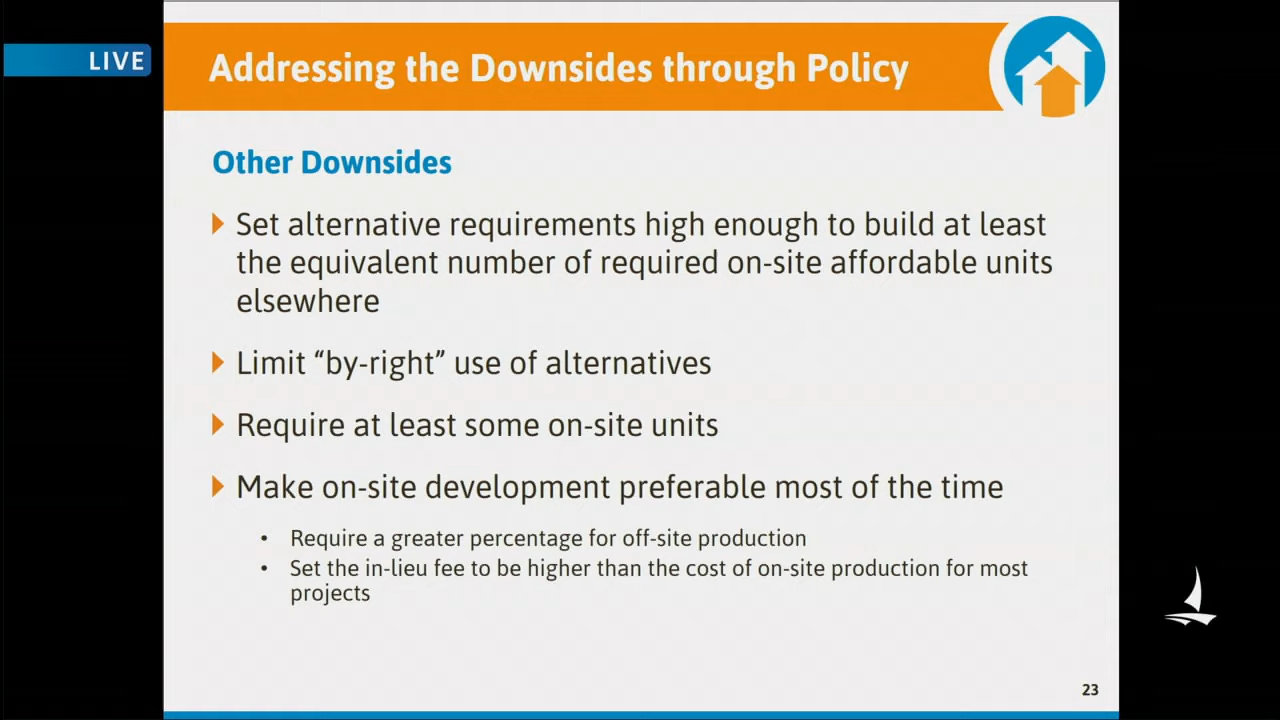 LIVE
Addressing the Downsides through Policy
Other Downsides
Set alternative requirements high enough to build at least
the equivalent number of required on-site affordable units
elsewhere
Limit “by-right” use of alternatives
Require at least some on-site units
Make on-site development preferable most of the time
• Require a greater percentage for off-site production
• Set the in-lieu fee to be higher than the cost of on-site production for most
projects
23